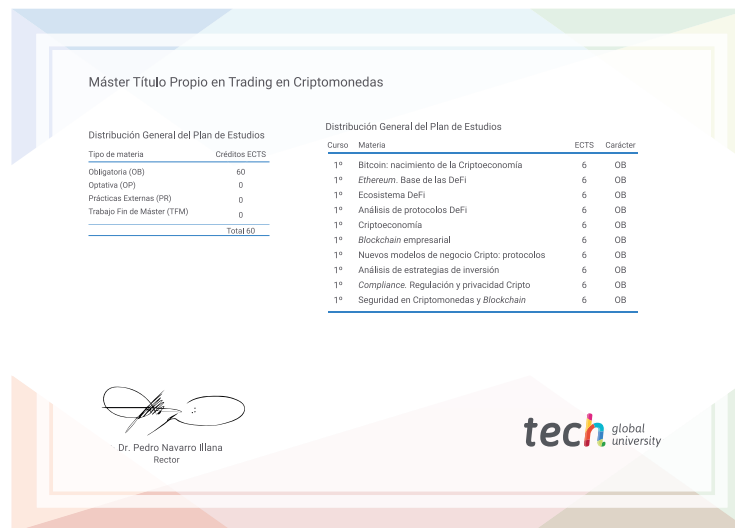 Máster Título Propio en Trading en Criptomonedas
Distribución General del Plan de Estudios
Tipo de materia Créditos ECTS
Obligatoria (OB) 60
Optativa (OP) 0
Prácticas Externas (PR) 0
Trabajo Fin de Máster (TFM) 0
Total 60
Distribución General del Plan de Estudios
Curso Materia ECTS Carácter
1º Bitcoin: nacimiento de la Criptoeconomía 6 OB
1º Ethereum. Base de las DeFi 6 OB
1º Ecosistema DeFi 6 OB
1º Análisis de protocolos DeFi 6 OB
1º Criptoeconomía 6 OB
1º Blockchain empresarial 6 OB
1º Nuevos modelos de negocio Cripto: protocolos 6 OB
1º Análisis de estrategias de inversión 6 OB
1º Compliance. Regulación y privacidad Cripto 6 OB
1º Seguridad en Criptomonedas y Blockchain 6 OB
Dr. Pedro Navarro Illana
Rector
tech global university